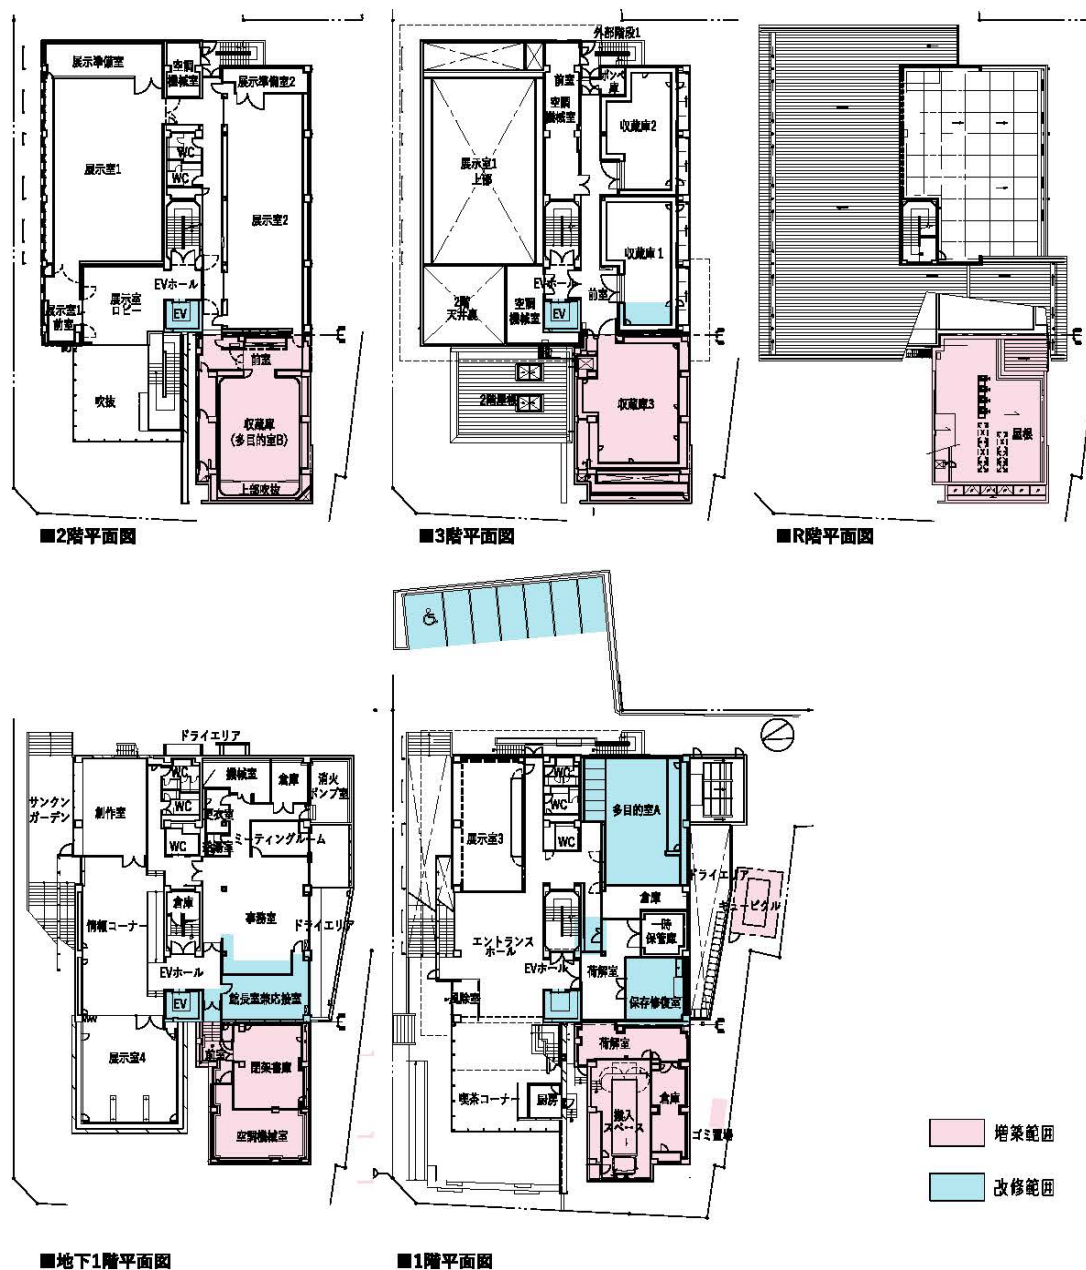 展示準備室
空調
機械室
展示準備室2
展示室1
WC
WC
展示室2
展示室
ロビー
EVホール
展示室1
前室
EV
前室
吹抜
収蔵庫
(多目的室B)
上部吹抜
■2階平面図
外部階段1
前室
ボンベ
庫
空調
機械室
収蔵庫2
展示室1
上部
収蔵庫1
EVホール
前室
2階
天井裏
空調
機械室
EV
2階屋根
収蔵庫3
■3階平面図
屋根
■R階平面図
ドライエリア
WC
機械室
倉庫
消火
ポンプ室
サンクン
ガーデン
創作室
WC
更衣室
WC
ミーティングルーム
倉庫
事務室
ドライエリア
情報コーナー
EVホール
EV
館長室兼応接室
展示室4
前室
閉架書庫
空調機械室
■地下1階平面図
WC
WC
多目的室A
展示室3
WC
ドライエリア
倉庫
キュービクル
エントランス
ホール
一時
保管庫
EVホール
荷解室
風除室
保存修復室
荷解室
喫茶コーナー
厨房
搬入
スペース
倉庫
ゴミ置場
■1階平面図
増築範囲
改修範囲